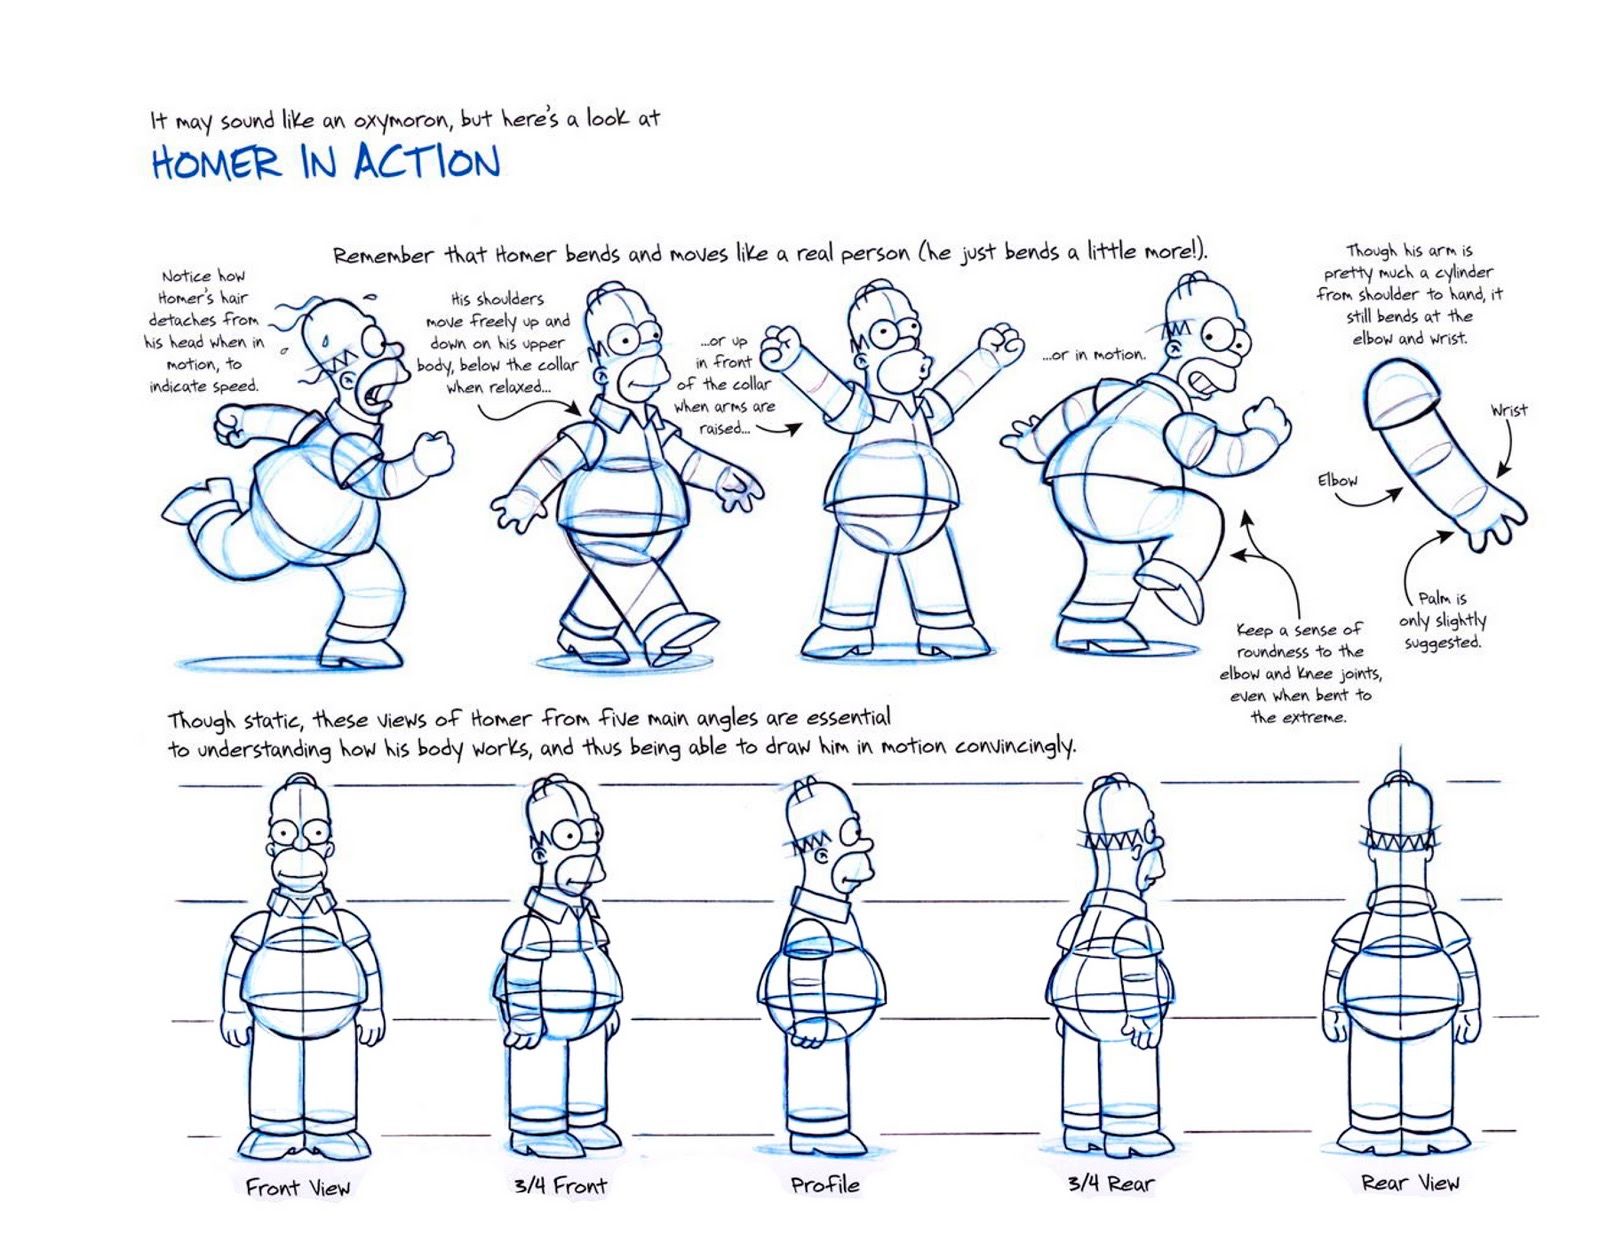 It may sound like an oxymoron, but here's a look at
HOMER IN ACTION
Remember that Homer bends and moves like a real person (he just bends a little more!).
Notice how
Homer's hair
detaches from
his head when in
motion, to
indicate speed.
His shoulders
move freely up and
down on his upper
body, below the collar
when relaxed...
...or up
in front
of the collar
when arms are
raised...
...or in motion.
Though his arm is
pretty much a cylinder
from shoulder to hand, it
still bends at the
elbow and wrist.
Wrist
Elbow
Palm is
only slightly
suggested.
Keep a sense of
roundness to the
elbow and knee joints,
even when bent to
the extreme.
Though static, these views of Homer from five main angles are essential
to understanding how his body works, and thus being able to draw him in motion convincingly.
Front View
3/4 Front
Profile
3/4 Rear
Rear View